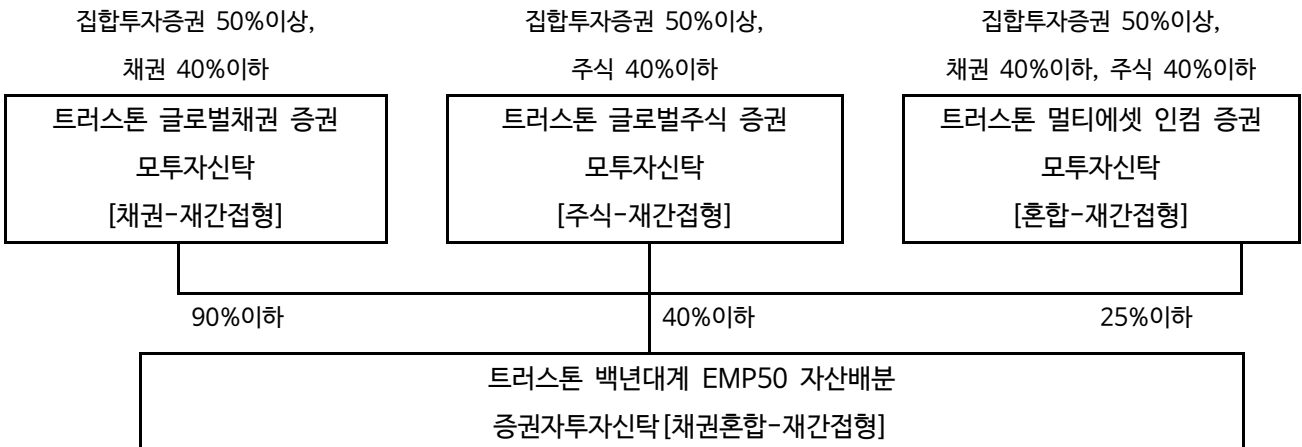 집합투자증권 50%이상,
채권 40%이하
집합투자증권 50%이상,
주식 40%이하
집합투자증권 50%이상,
채권 40%이하, 주식 40%이하
트러스톤 글로벌채권 증권
모투자신탁
[채권-재간접형]
트러스톤 글로벌주식 증권
모투자신탁
[주식-재간접형]
트러스톤 멀티에셋 인컴 증권
모투자신탁
[혼합-재간접형]
90%이하
40%이하
25%이하
트러스톤 백년대계 EMP50 자산배분
증권자투자신탁[채권혼합-재간접형]